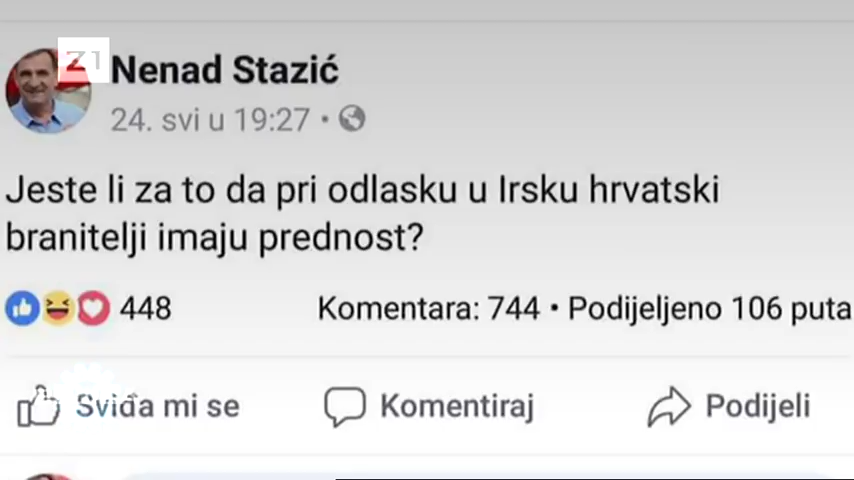 Z1
Nenad Stazić
24. svi u 19:27 •
Jeste li za to da pri odlasku u Irsku hrvatski
branitelji imaju prednost?
448 Komentara: 744 • Podijeljeno 106 puta
Sviđa mi se Komentiraj Podijeli